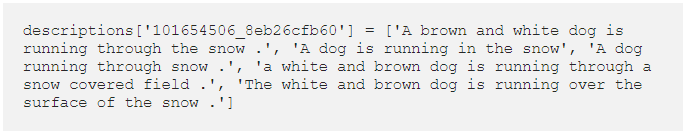 descriptions['101654506_8eb26cfb60'] = ['A brown and white dog is
running through the snow .', 'A dog is running in the snow', 'A dog
running through snow .', 'a white and brown dog is running through a
snow covered field .', 'The white and brown dog is running over the
surface of the snow .']